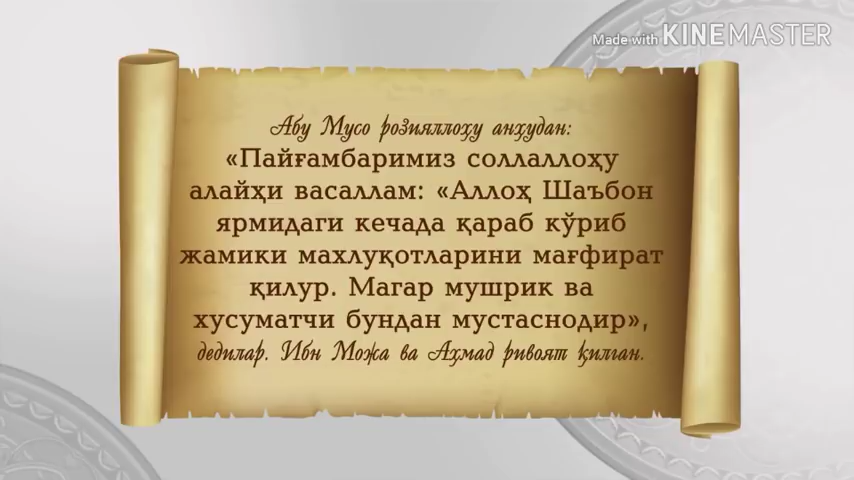 Made with KINEMASTER
Абу Мусо розияллоҳу анҳудан:
«Пайғамбаримиз соллаллоҳу
алайҳи васаллам: «Аллоҳ Шаъбон
ярмидаги кечада қараб кўриб
жамики махлуқотларини мағфират
қилур. Магар мушрик ва
хусуматчи бундан мустаснодир»,
дедилар. Ибн Можа ва Аҳмад ривоят қилган.